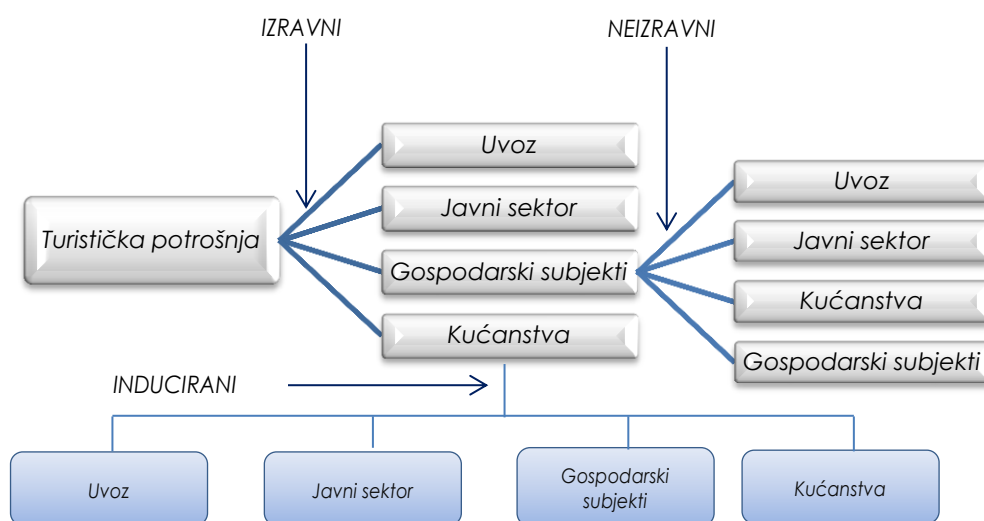 IZRAVNI
NEIZRAVNI
Uvoz
Javni sektor
Turistička potrošnja
Gospodarski subjekti
Kućanstva
Uvoz
Javni sektor
Kućanstva
Gospodarski subjekti
INDUCIRANI
Uvoz
Javni sektor
Gospodarski
subjekti
Kućanstva